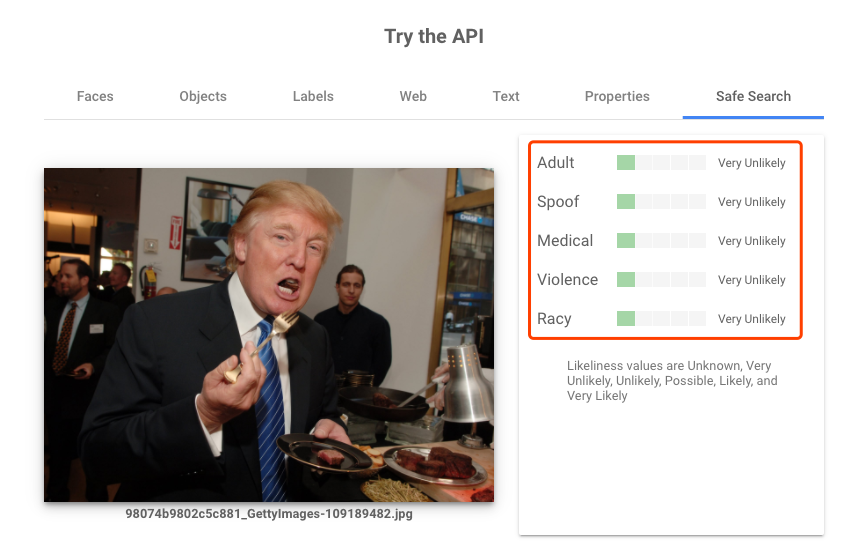 Try the API
Faces Objects Labels Web Text Properties Safe Search
Adult Very Unlikely
Spoof Very Unlikely
Medical Very Unlikely
Violence Very Unlikely
Racy Very Unlikely
Likeliness values are Unknown, Very
Unlikely, Unlikely, Possible, Likely, and
Very Likely
98074b9802c5c881_GettyImages-109189482.jpg